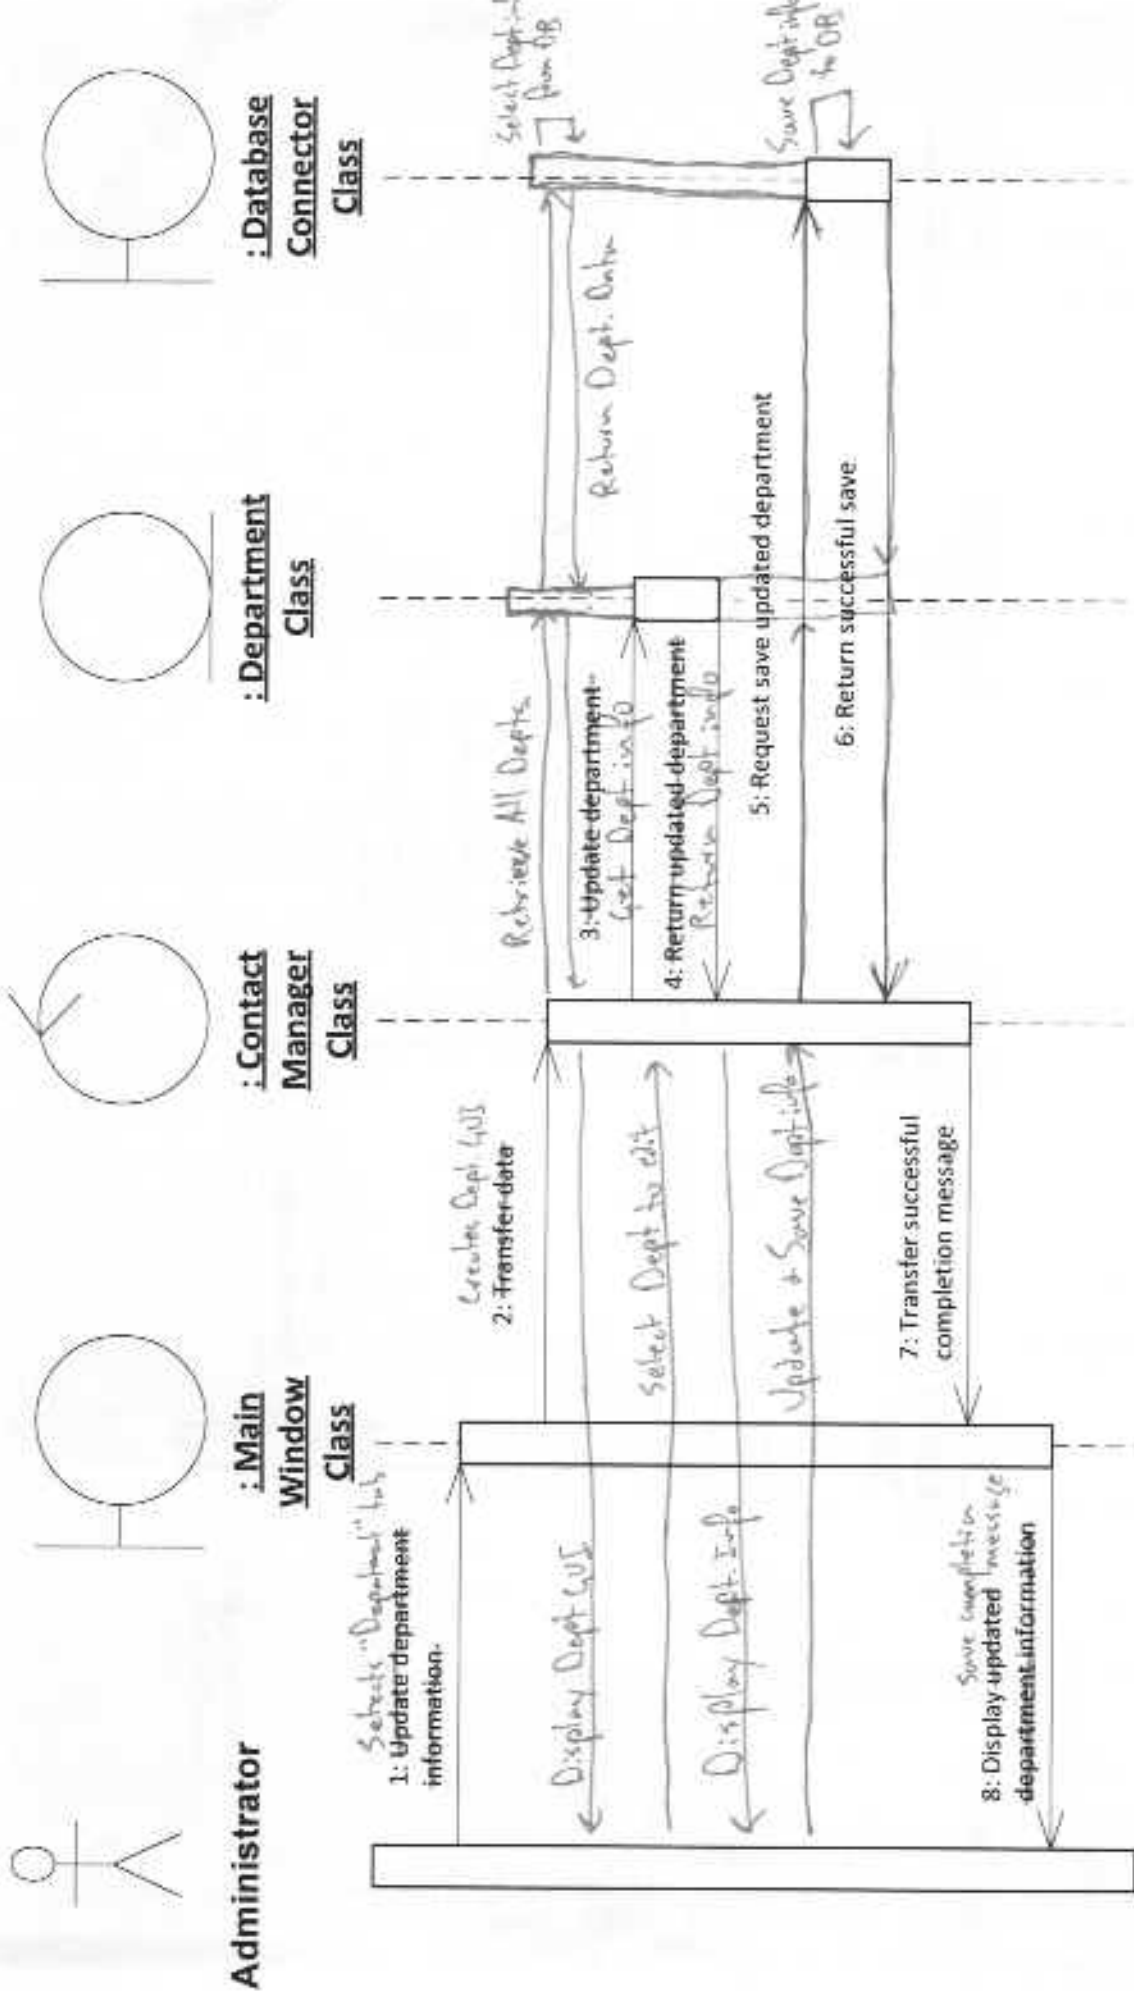 Administrator
: Main
Window
Class
: Contact
Manager
Class
: Department
Class
: Database
Connector
Class
Selects "Department" tab
1: Update department
information
Creates Dept GUI
2: Transfer data
Retrieve All Depts
Select Dept
from DB
Return Dept. Data
Display Dept GUI
3: Update department
Get Dept info
Select Dept to edit
4: Return updated department
Return Dept info
Display Dept. Info
5: Request save updated department
Update + Save Dept info
Save Dept info
to DB
6: Return successful save
7: Transfer successful
completion message
Save completion
8: Display updated message
department information